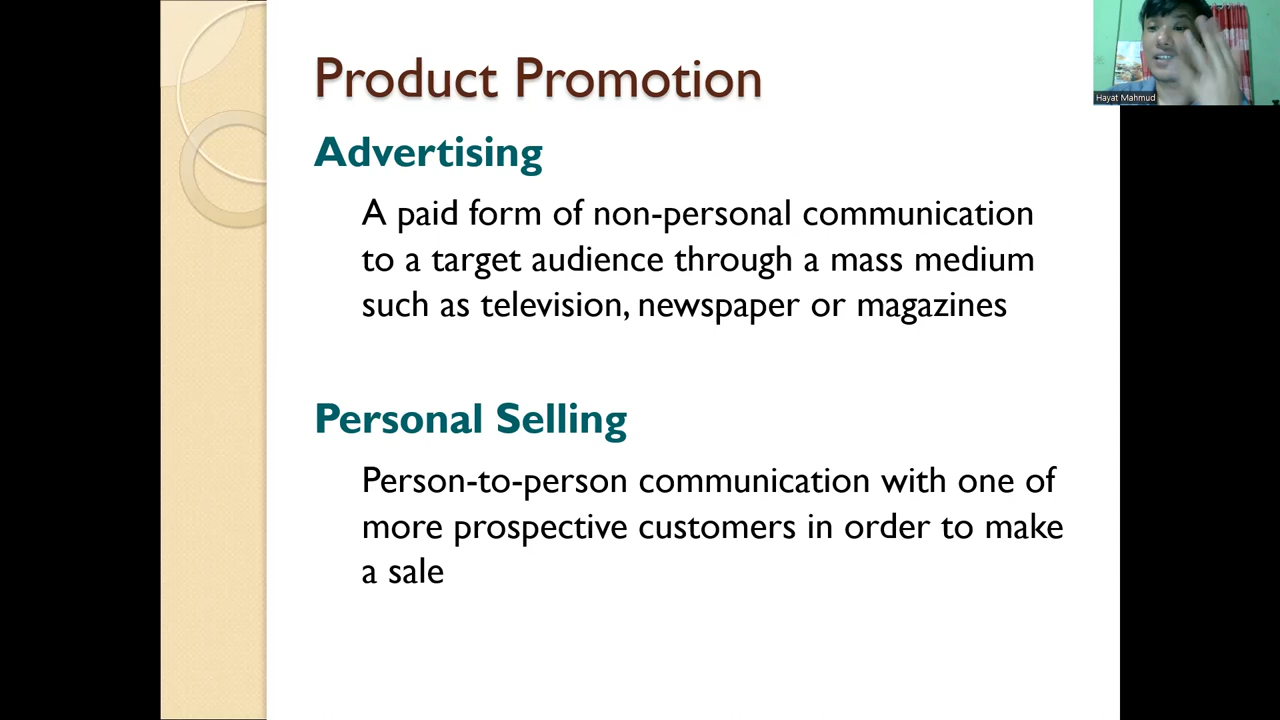 Product Promotion
Advertising
A paid form of non-personal communication
to a target audience through a mass medium
such as television, newspaper or magazines
Personal Selling
Person-to-person communication with one of
more prospective customers in order to make
a sale
Hayat Mahmud